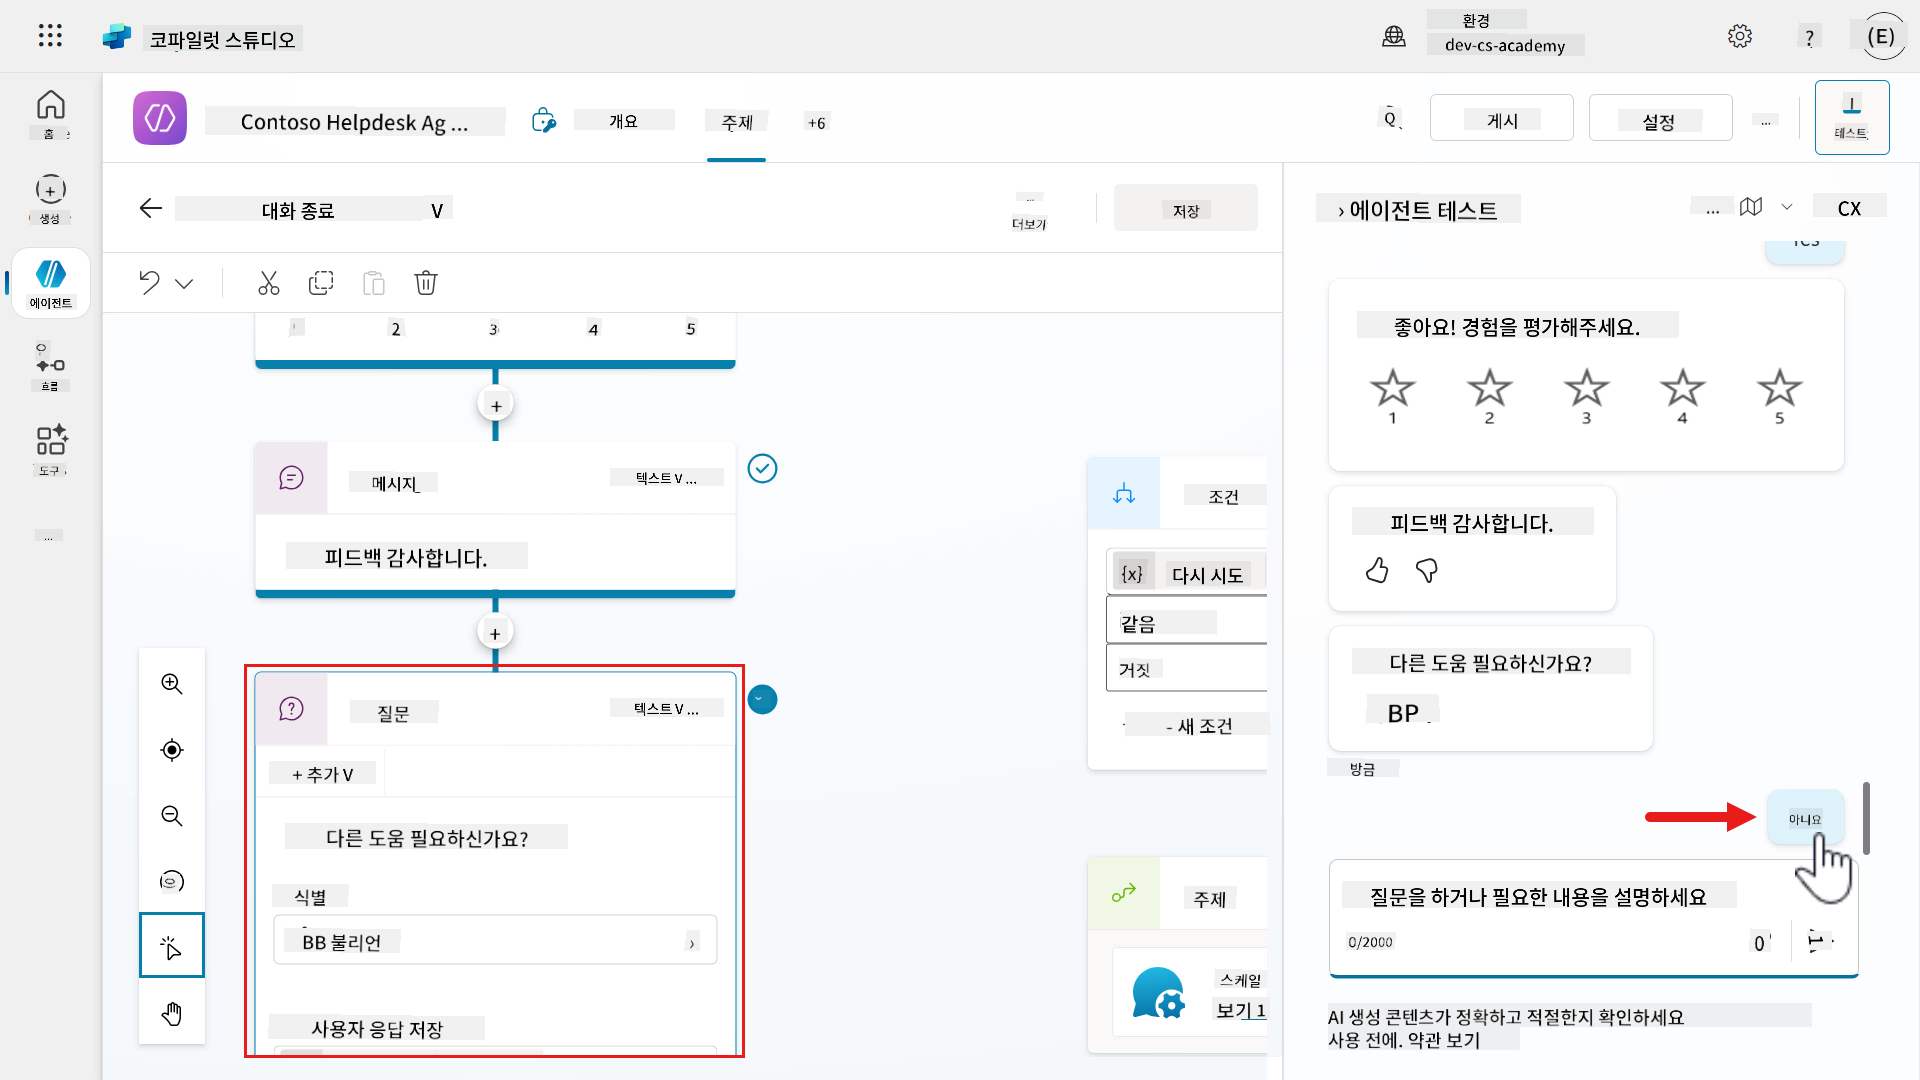 코파일럿 스튜디오
환경
dev-cs-academy
?
(E)
홈
생성
에이전트
흐름
도구
...
Contoso Helpdesk Ag ...
개요
주제
+6
게시
설정
...
테스트
대화 종료
V
...
더보기
저장
2
3
4
5
메시지
텍스트 V ...
피드백 감사합니다.
질문
텍스트 V ...
+ 추가 V
다른 도움 필요하신가요?
식별
BB 불리언
사용자 응답 저장
조건
{x} 다시 시도
같음
거짓
- 새 조건
주제
스케일
보기 1
› 에이전트 테스트
...
CX
좋아요! 경험을 평가해주세요.
1 2 3 4 5
피드백 감사합니다.
다른 도움 필요하신가요?
BP
방금
아니요
질문을 하거나 필요한 내용을 설명하세요
0/2000
AI 생성 콘텐츠가 정확하고 적절한지 확인하세요
사용 전에. 약관 보기